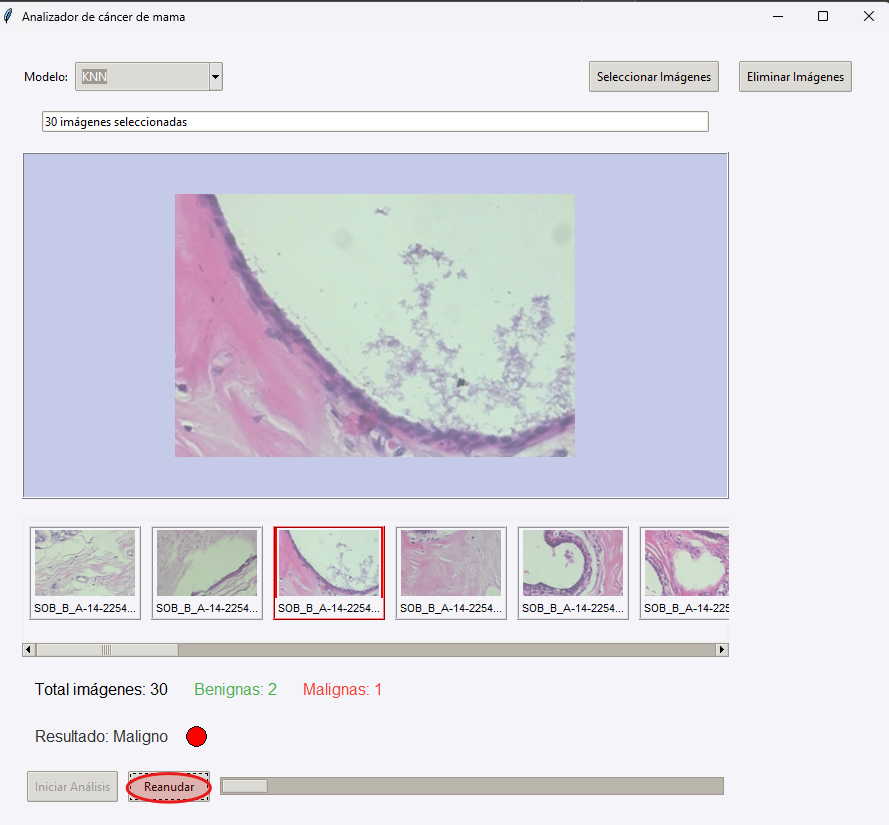 Analizador de cáncer de mama
Modelo: KNN Seleccionar Imágenes Eliminar Imágenes
30 imágenes seleccionadas
SOB_B_A-14-2254... SOB_B_A-14-2254... SOB_B_A-14-2254... SOB_B_A-14-2254... SOB_B_A-14-2254... SOB_B_A-14-2254
Total imágenes: 30 Benignas: 2 Malignas: 1
Resultado: Maligno
Iniciar Análisis Reanudar